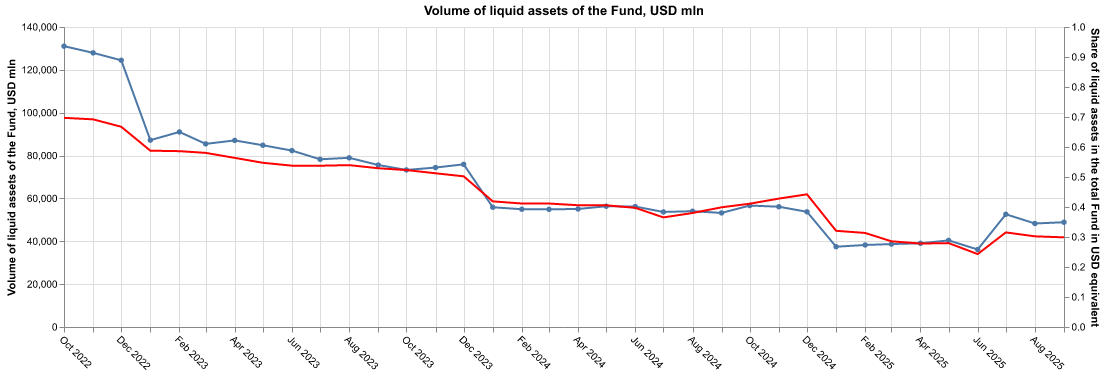 Volume of liquid assets of the Fund, USD mln
Volume of liquid assets of the Fund, USD mln
140,000
120,000
100,000
80,000
60,000
40,000
20,000
0
1.0
0.9
0.8
0.7
0.6
0.5
0.4
0.3
0.2
0.1
0.0
Share of liquid assets in the total Fund in USD equivalent
Oct 2022
Dec 2022
Feb 2023
Apr 2023
Jun 2023
Aug 2023
Oct 2023
Dec 2023
Feb 2024
Apr 2024
Jun 2024
Aug 2024
Oct 2024
Dec 2024
Feb 2025
Apr 2025
Jun 2025
Aug 2025